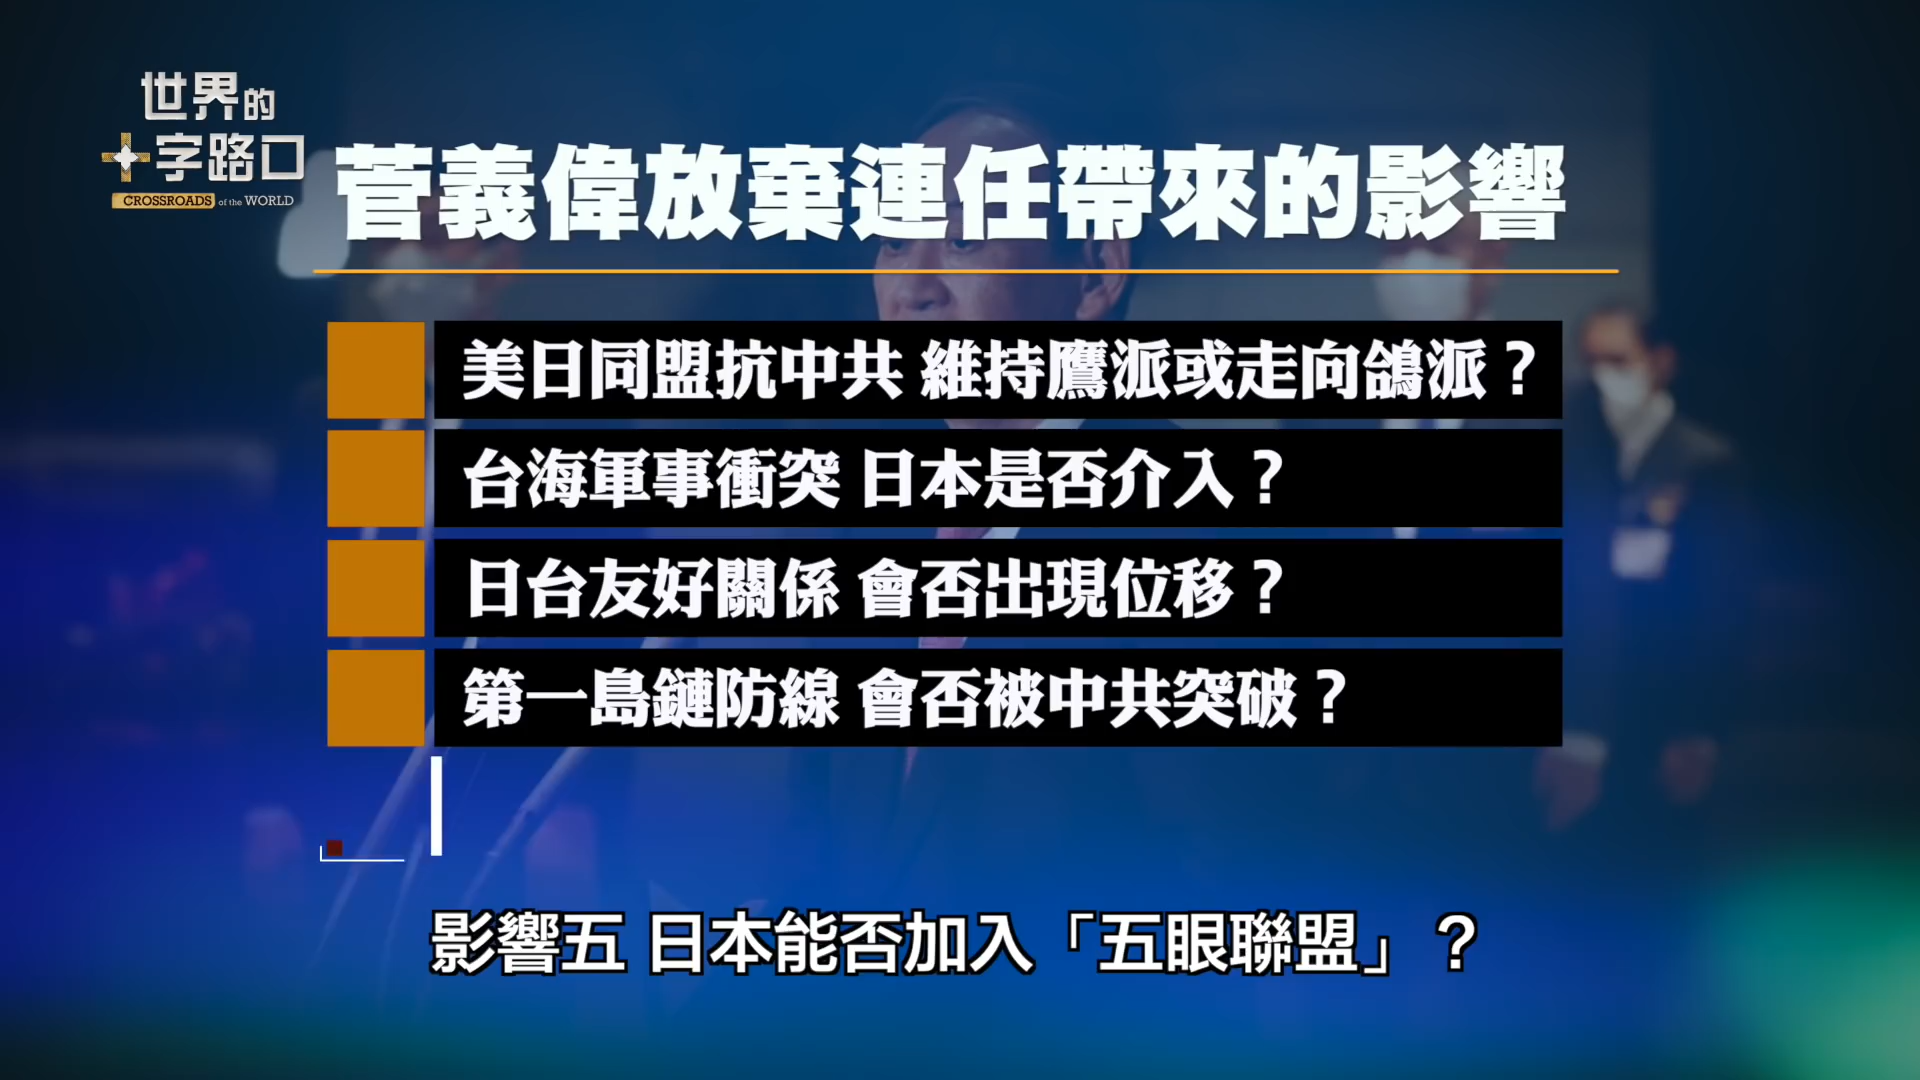 世界的
十字路口
CROSSROADS of the WORLD
菅義偉放棄連任帶來的影響
美日同盟抗中共 維持鷹派或走向鴿派？
台海軍事衝突 日本是否介入？
日台友好關係 會否出現位移？
第一島鏈防線 會否被中共突破？
影響五 日本能否加入「五眼聯盟」？